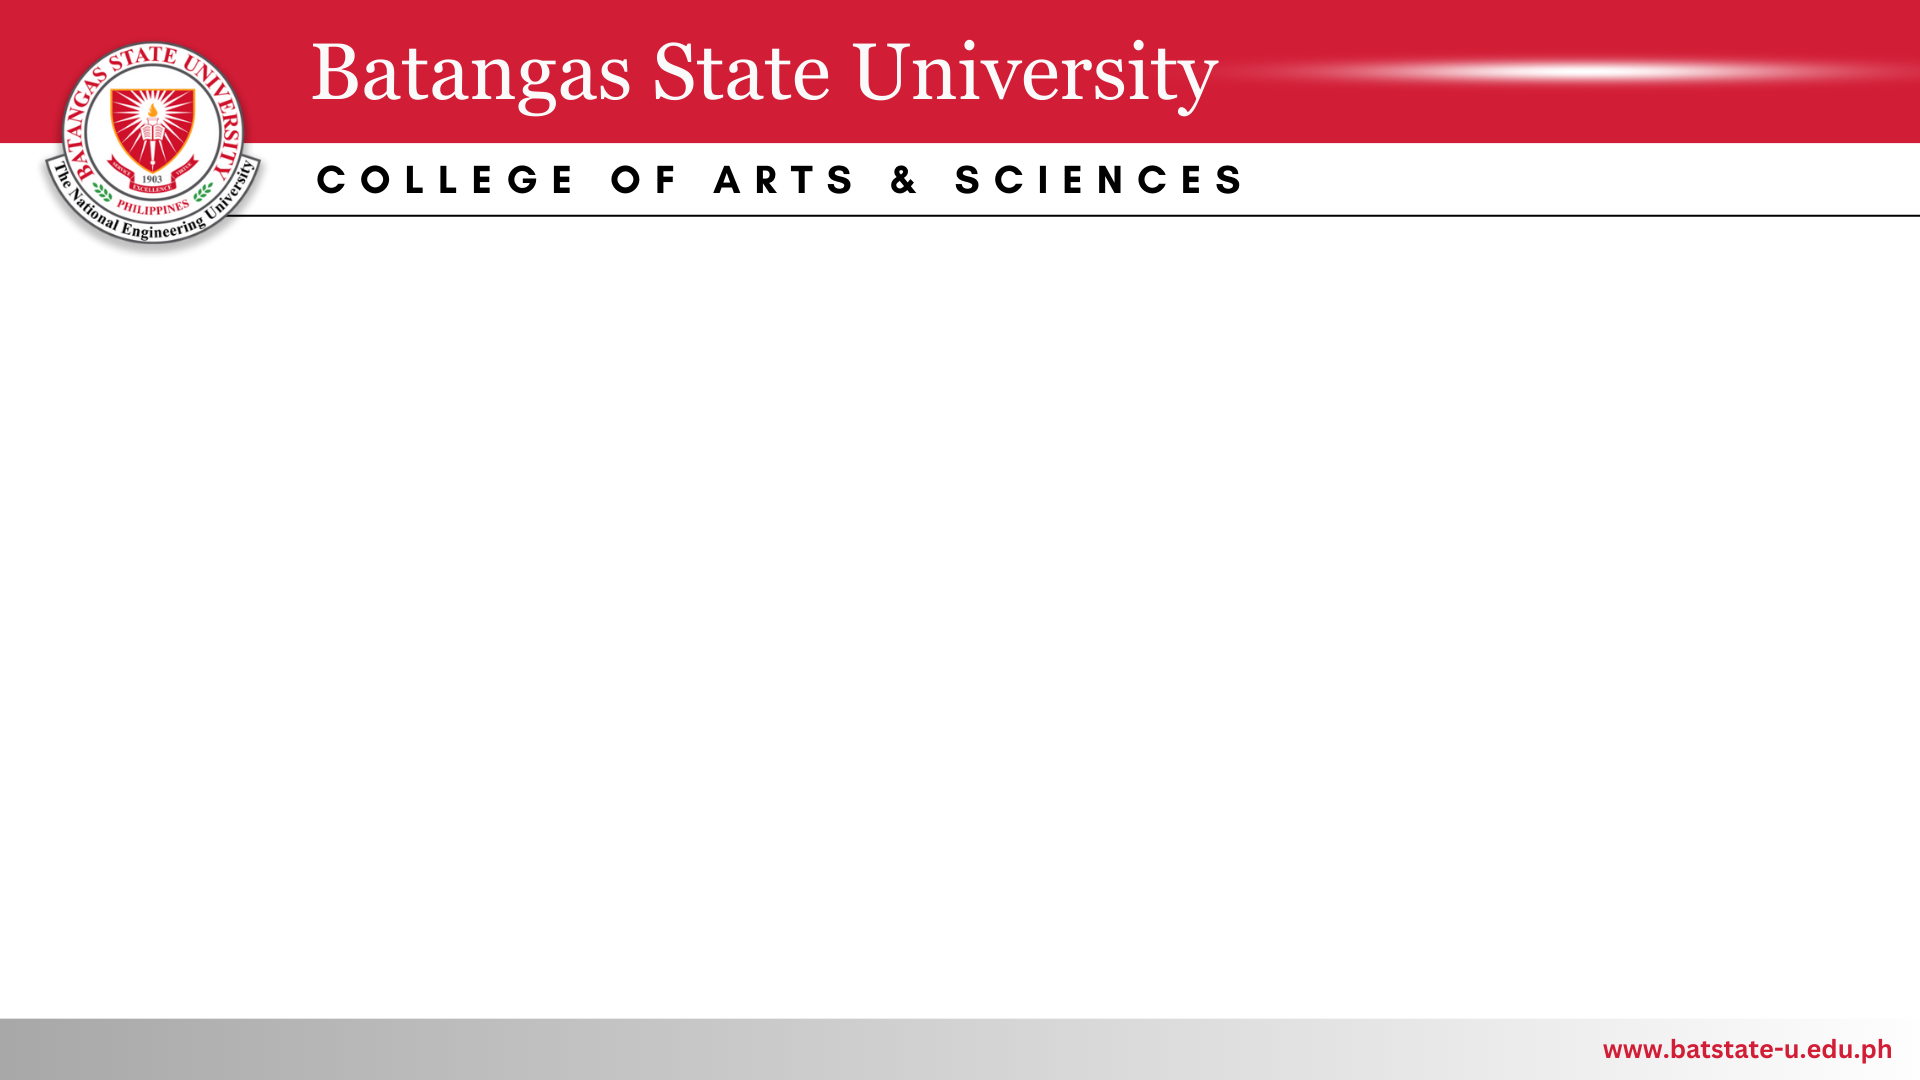 Batangas State University
COLLEGE OF ARTS & SCIENCES
BATANGAS STATE UNIVERSITY
1903
EXCELLENCE
PHILIPPINES
The National Engineering University
www.batstate-u.edu.ph